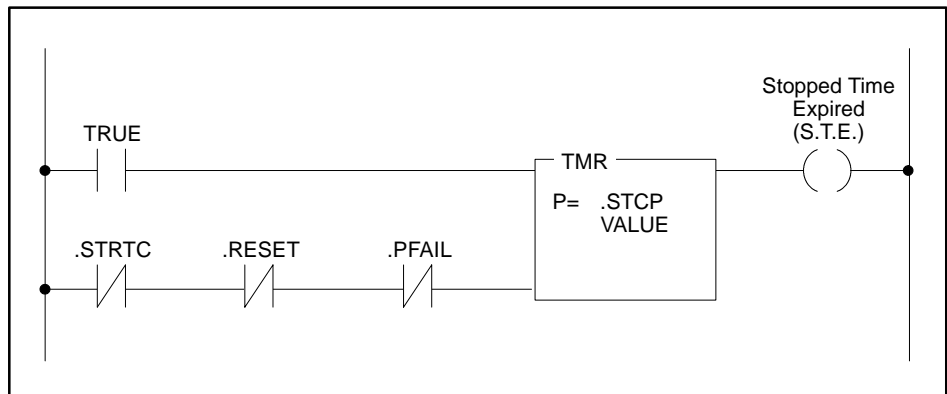 Stopped Time
Expired
(S.T.E.)
TRUE
TMR
P= .STCP
VALUE
.STRTC .RESET .PFAIL